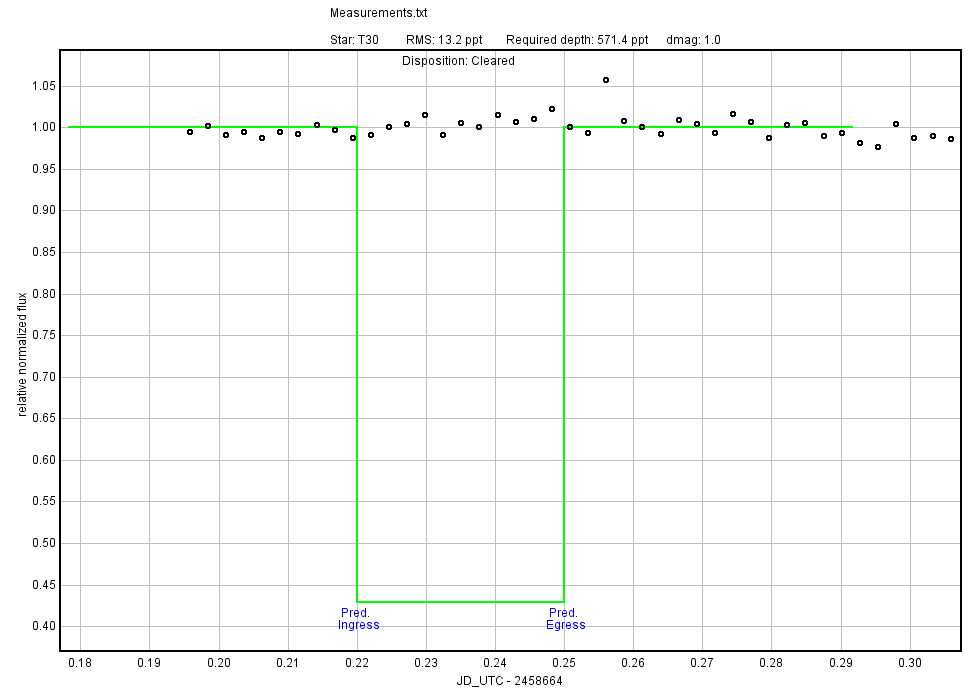 Measurements.txt
Star: T30 RMS: 13.2 ppt Required depth: 571.4 ppt dmag: 1.0
Disposition: Cleared
relative normalized flux
1.05
1.00
0.95
0.90
0.85
0.80
0.75
0.70
0.65
0.60
0.55
0.50
0.45
0.40
Pred.
Ingress
Pred.
Egress
0.18 0.19 0.20 0.21 0.22 0.23 0.24 0.25 0.26 0.27 0.28 0.29 0.30
JD_UTC - 2458664